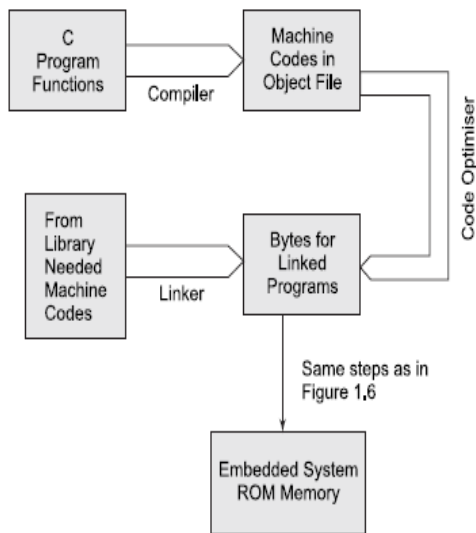 C
Program
Functions
Compiler
Machine
Codes in
Object File
Code Optimiser
From
Library
Needed
Machine
Codes
Linker
Bytes for
Linked
Programs
Same steps as in
Figure 1.6
Embedded System
ROM Memory